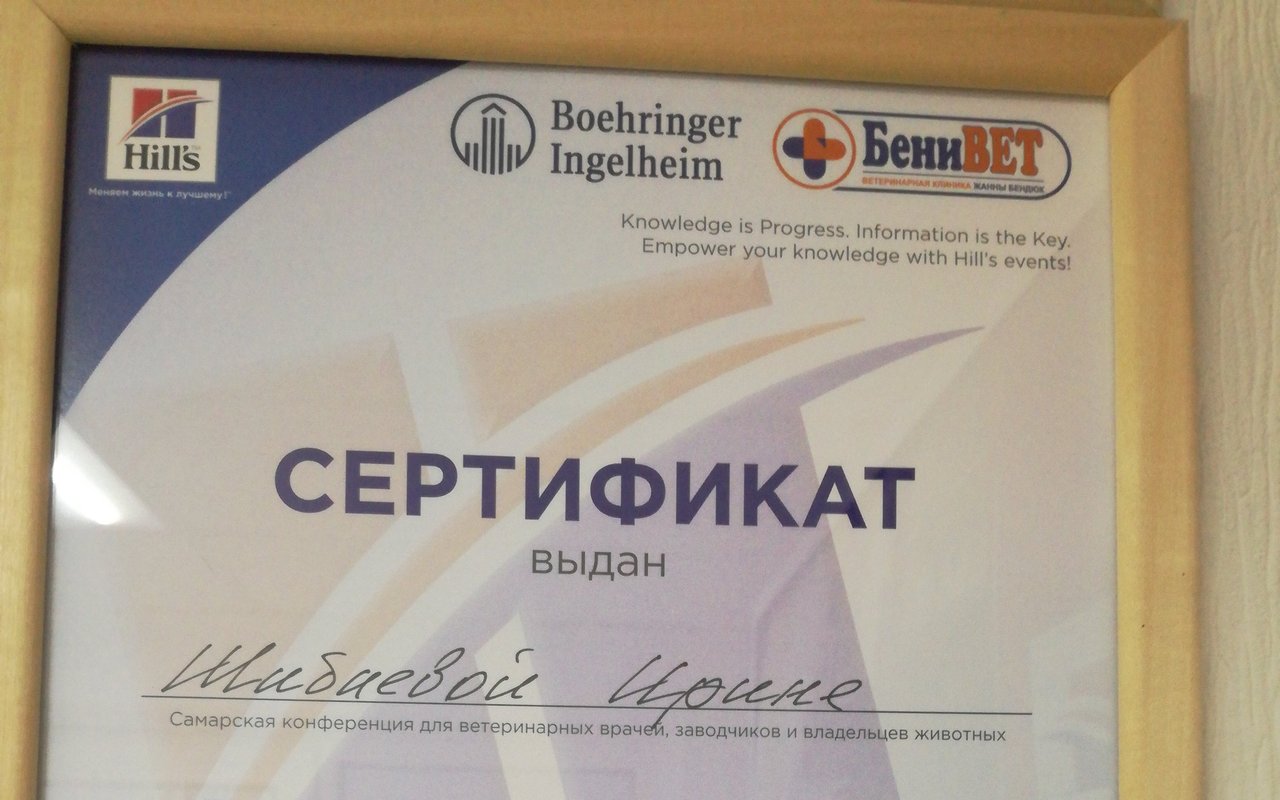 Hill's
Меняем жизнь к лучшему!
Boehringer
Ingelheim
БениВЕТ
ВЕТЕРИНАРНАЯ КЛИНИКА ЖАННЫ БЕНДЮК
Knowledge is Progress. Information is the Key.
Empower your knowledge with Hill's events!
СЕРТИФИКАТ
выдан
Шибаевой Ирине
Самарская конференция для ветеринарных врачей, заводчиков и владельцев животных